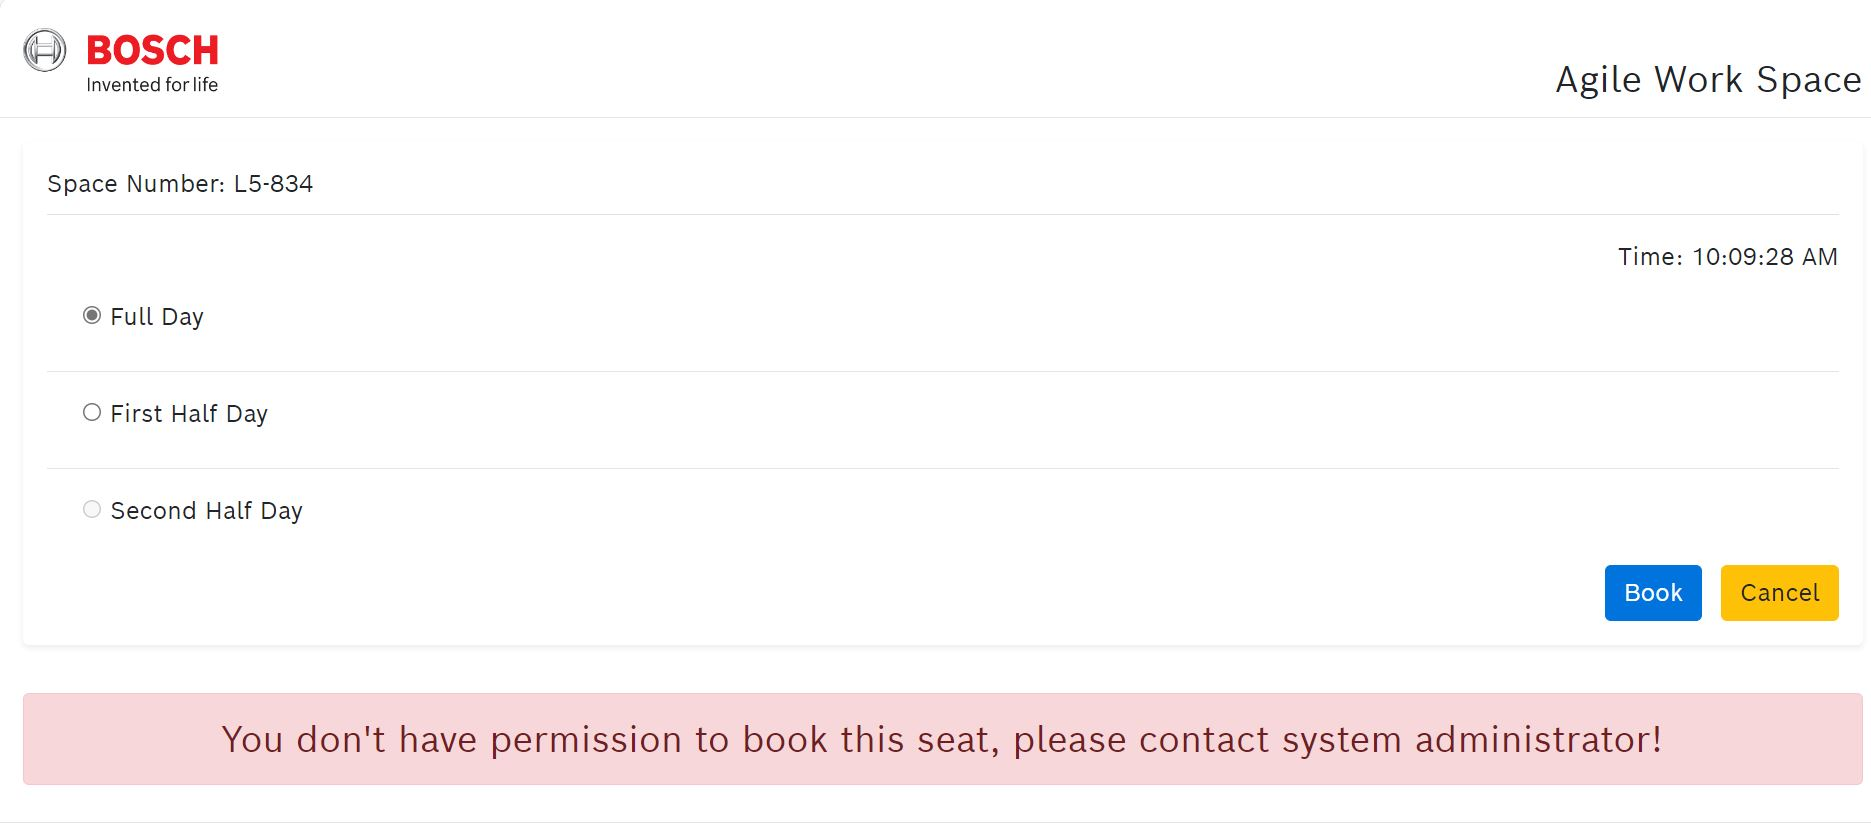 BOSCH
Invented for life
Agile Work Space
Space Number: L5-834
Time: 10:09:28 AM
Full Day
First Half Day
Second Half Day
Book
Cancel
You don't have permission to book this seat, please contact system administrator!